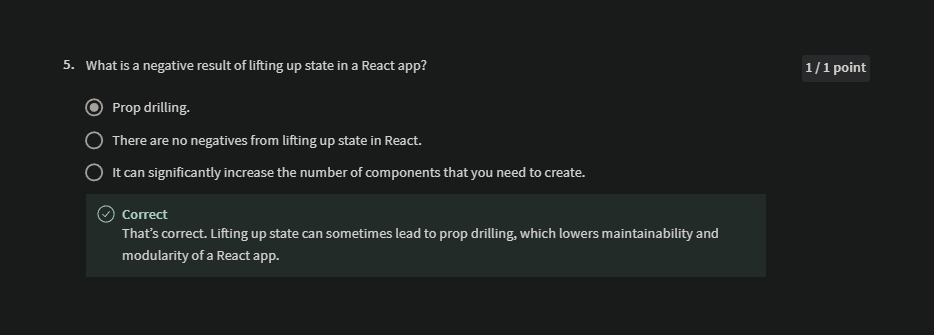 5. What is a negative result of lifting up state in a React app?
1 / 1 point
Prop drilling.
There are no negatives from lifting up state in React.
It can significantly increase the number of components that you need to create.
Correct
That’s correct. Lifting up state can sometimes lead to prop drilling, which lowers maintainability and
modularity of a React app.